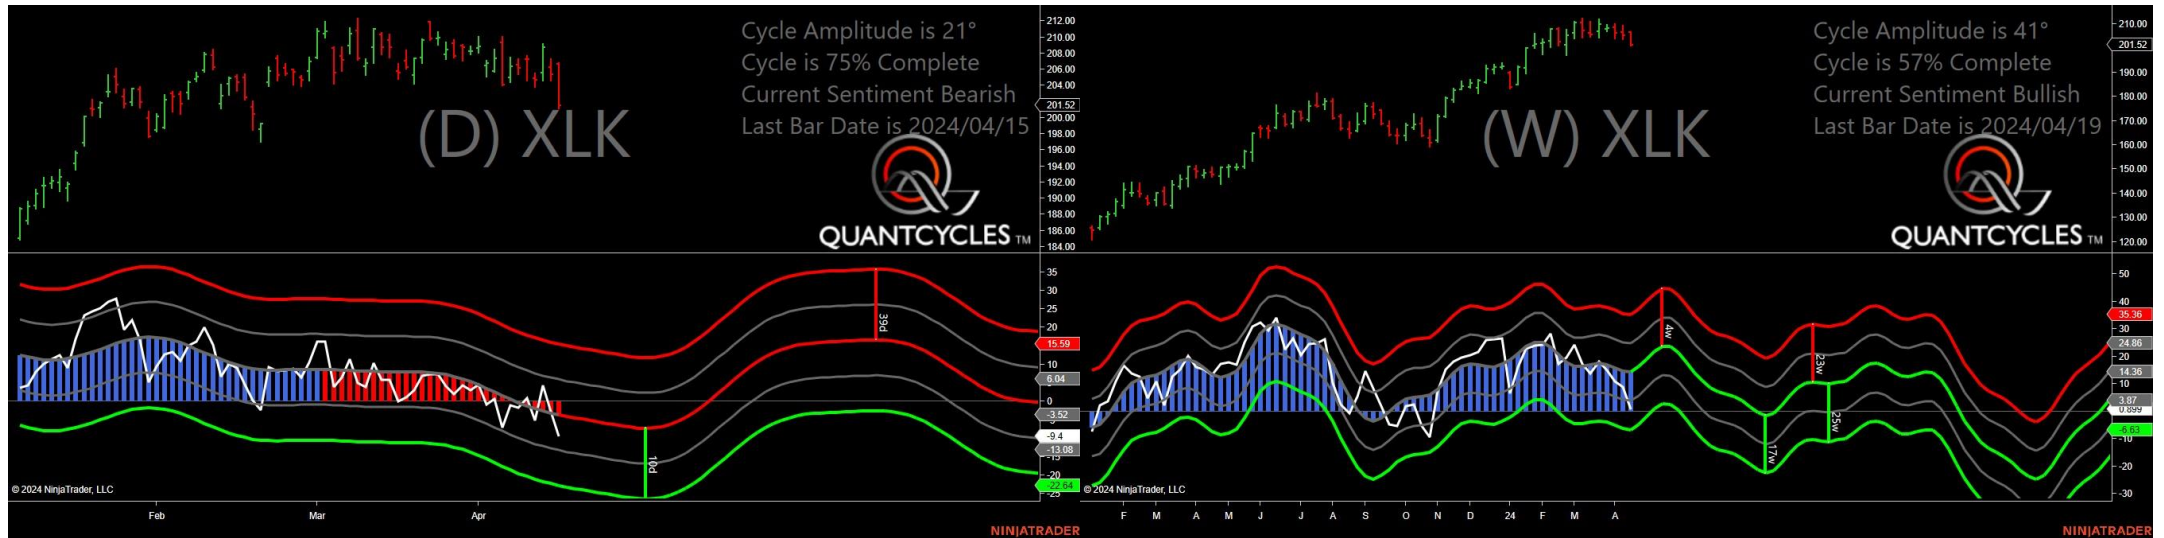 Cycle Amplitude is 21°
Cycle is 75% Complete
Current Sentiment Bearish
Last Bar Date is 2024/04/15
(D) XLK
QUANTCYCLES TM
212.00
210.00
208.00
206.00
204.00
201.52
200.00
198.00
196.00
194.00
192.00
190.00
188.00
186.00
184.00
35
30
25
20
15.59
10
6.04
0
-3.52
-9.4
-13.08
-20
-22.64
-25
39d
10d
© 2024 NinjaTrader, LLC
Feb Mar Apr
NINJATRADER
Cycle Amplitude is 41°
Cycle is 57% Complete
Current Sentiment Bullish
Last Bar Date is 2024/04/19
(W) XLK
QUANTCYCLES TM
210.00
201.52
190.00
180.00
170.00
160.00
150.00
140.00
130.00
120.00
50
35.36
30
24.86
20
14.36
10
3.87
0.899
-6.63
-10
-20
-30
4w
23w
17w
25w
© 2024 NinjaTrader, LLC
F M A M J J A S O N D 24 F M A
NINJATRADER